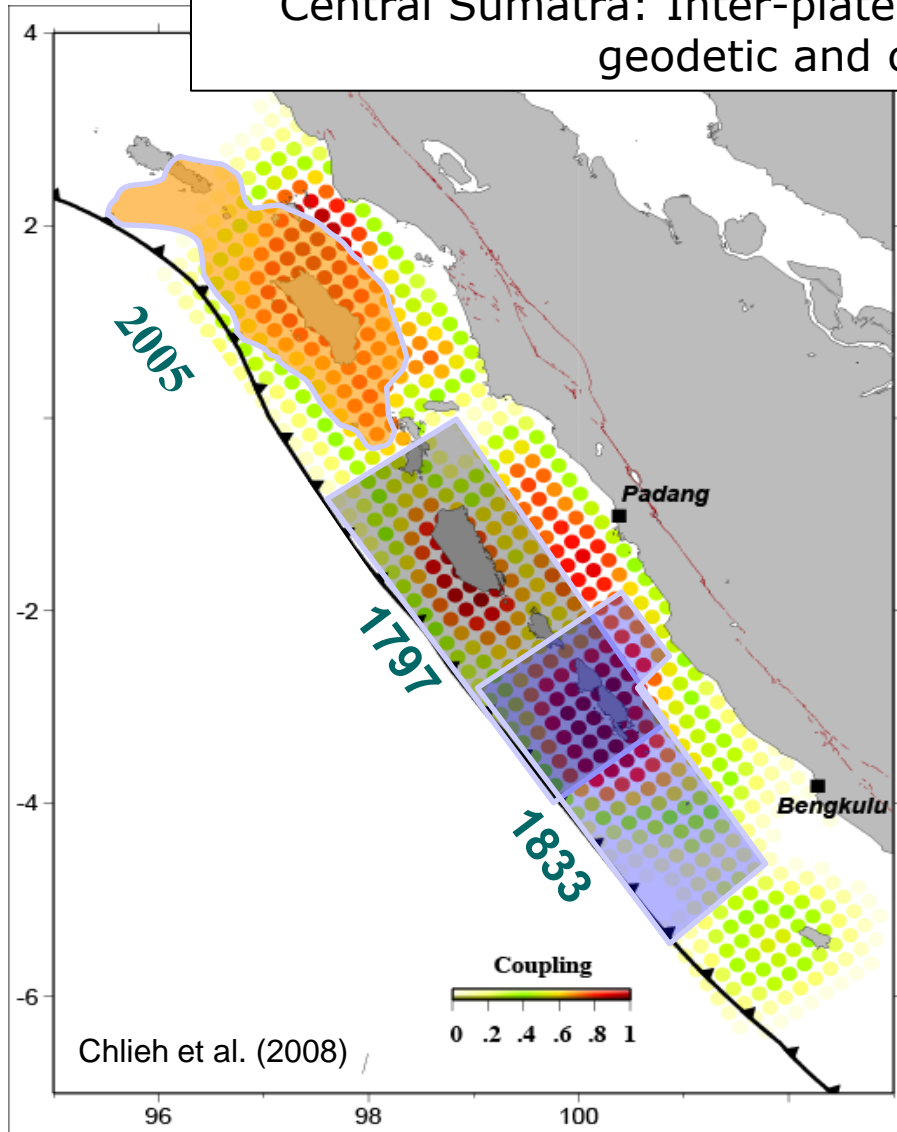 Central Sumatra: Inter-plate
geodetic and
4
2
-2
-4
-6
2005
1797
1833
Padang
Bengkulu
Coupling
0 .2 .4 .6 .8 1
Chlieh et al. (2008)
96 98 100